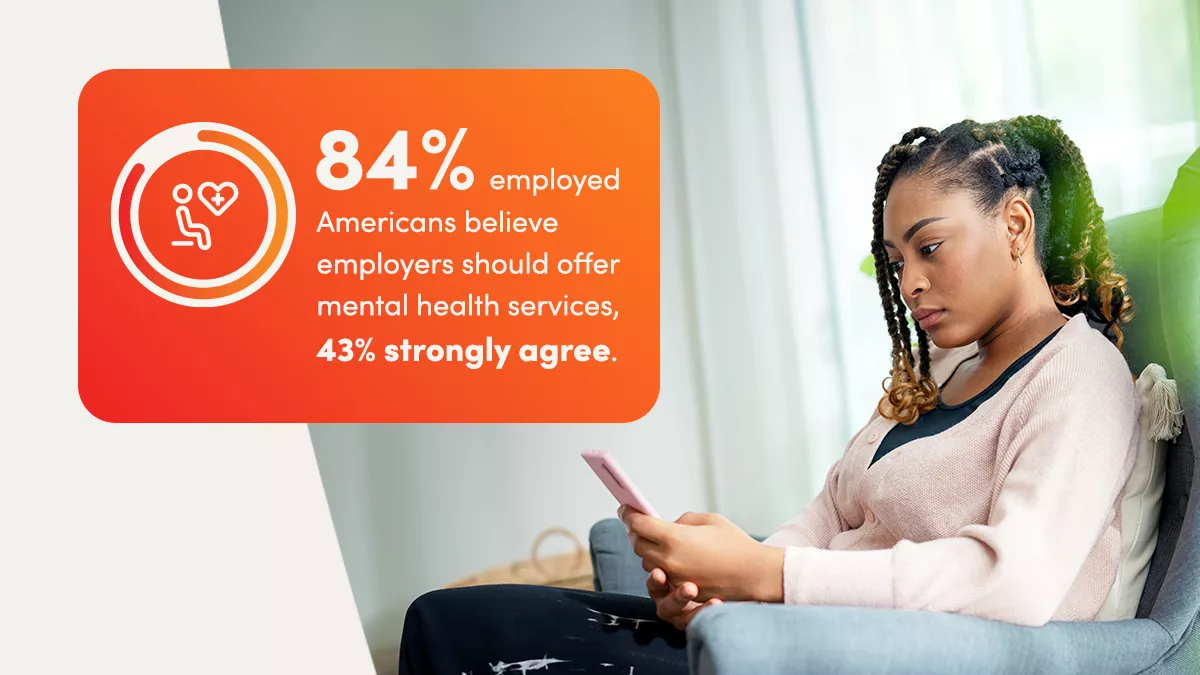 84% employed
Americans believe
employers should offer
mental health services,
43% strongly agree.